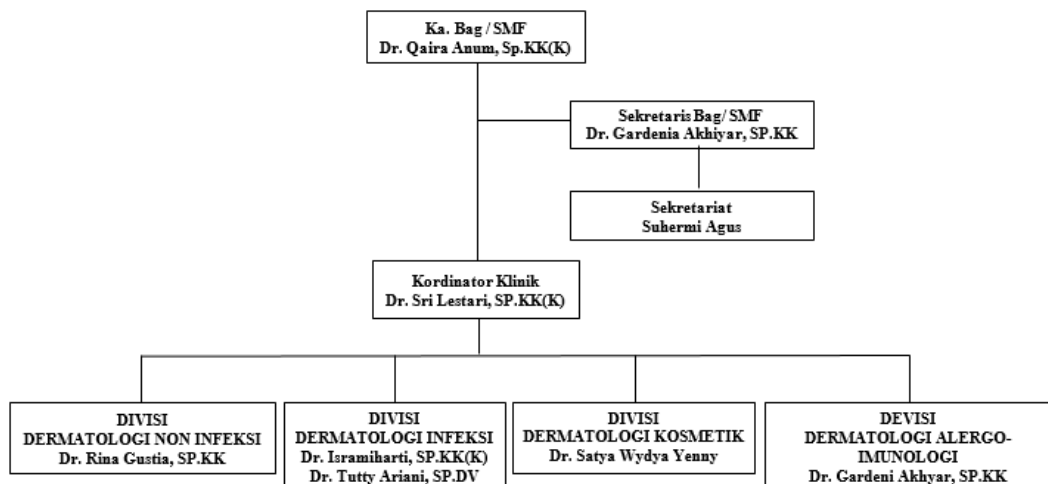 Ka. Bag / SMF
Dr. Qaira Anum, Sp.KK(K)
Sekretaris Bag/ SMF
Dr. Gardenia Akhiyar, SP.KK
Sekretariat
Suhermi Agus
Kordinator Klinik
Dr. Sri Lestari, SP.KK(K)
DIVISI
DERMATOLOGI NON INFEKSI
Dr. Rina Gustia, SP.KK
DIVISI
DERMATOLOGI INFEKSI
Dr. Isramiharti, SP.KK(K)
Dr. Tutty Ariani, SP.DV
DIVISI
DERMATOLOGI KOSMETIK
Dr. Satya Wydya Yenny
DEVISI
DERMATOLOGI ALERGO-
IMUNOLOGI
Dr. Gardeni Akhyar, SP.KK